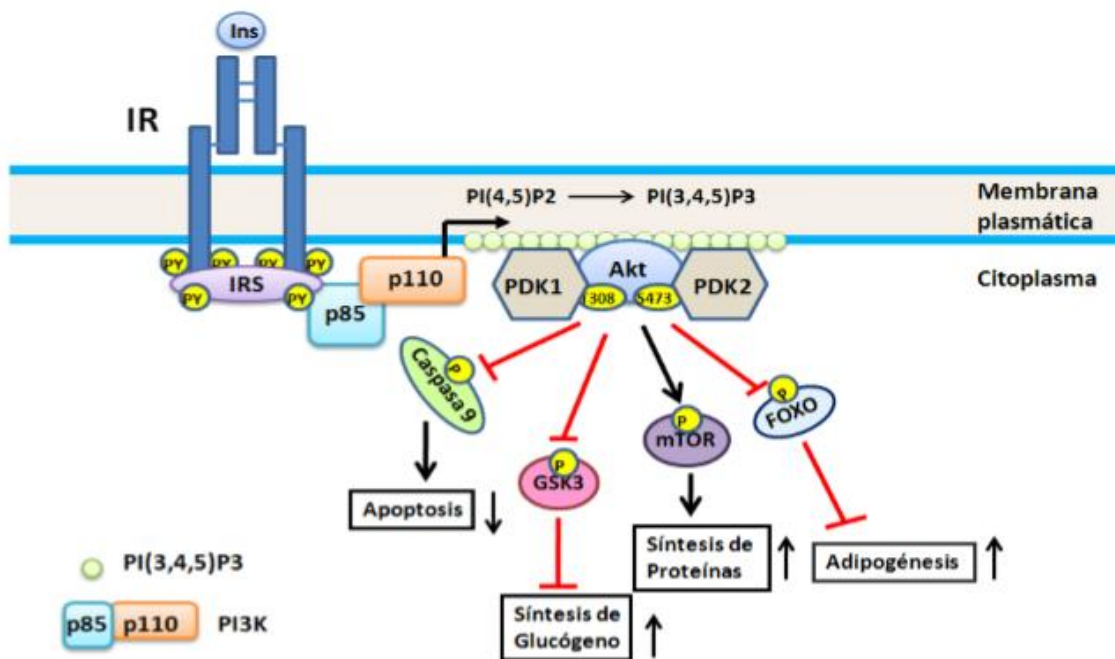 Ins
IR
PI(4,5)P2
PI(3,4,5)P3
Membrana
plasmática
PY
PY
PY
PY
IRS
PY
PY
p85
p110
PDK1
Akt
PDK2
308
S473
Citoplasma
Caspasa 9
P
P
GSK3
P
mTOR
P
FOXO
Apoptosis
Síntesis de
Proteínas
Adipogénesis
Síntesis de
Glucógeno
PI(3,4,5)P3
p85
p110
PI3K